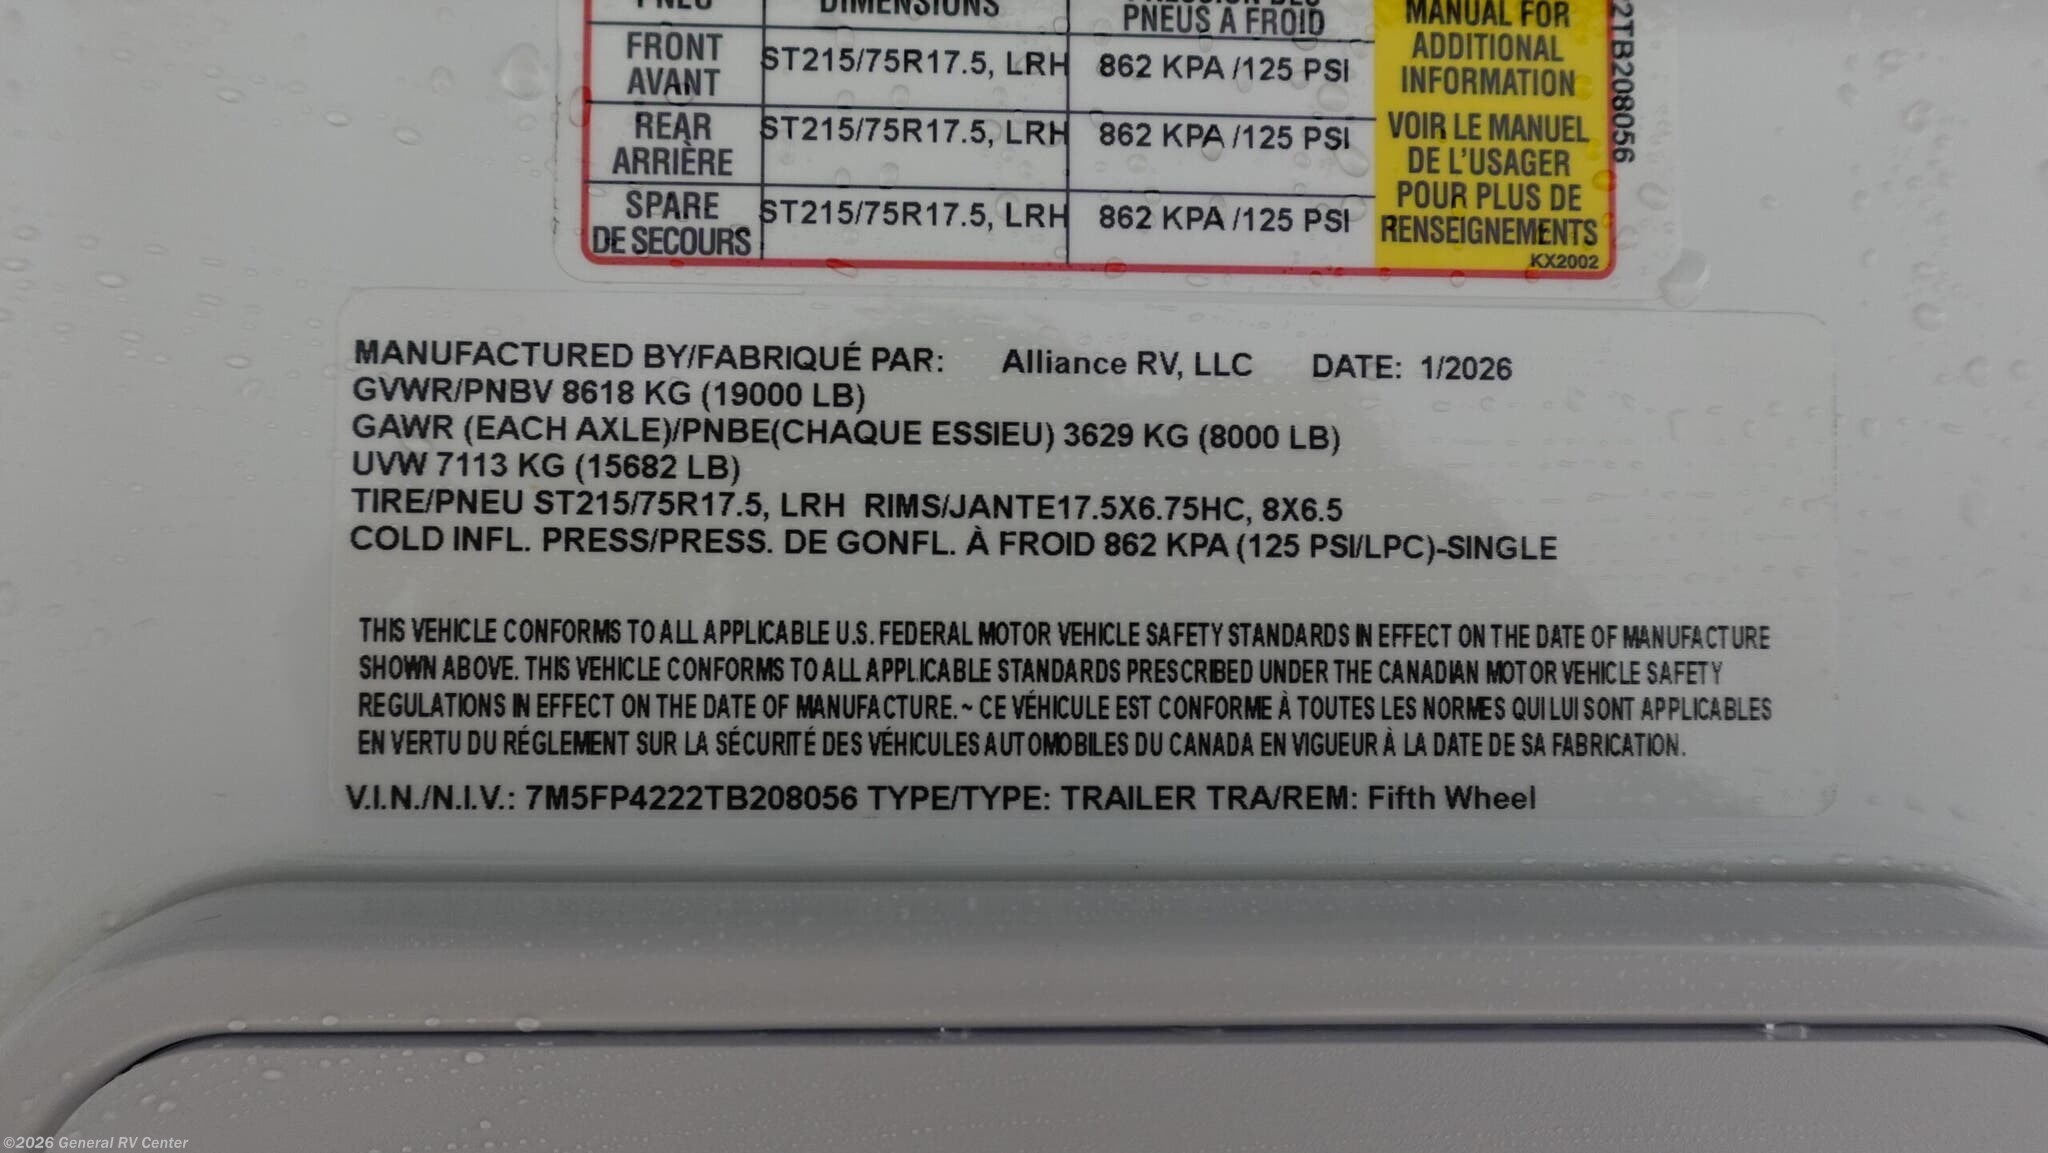 PNEU DIMENSIONS PNEUS A FROID
FRONT AVANT ST215/75R17.5, LRH 862 KPA /125 PSI
REAR ARRIÈRE ST215/75R17.5, LRH 862 KPA /125 PSI
SPARE DE SECOURS ST215/75R17.5, LRH 862 KPA /125 PSI
MANUAL FOR
ADDITIONAL
INFORMATION
VOIR LE MANUEL
DE L'USAGER
POUR PLUS DE
RENSEIGNEMENTS
KX2002
2TB208056
MANUFACTURED BY/FABRIQUÉ PAR: Alliance RV, LLC DATE: 1/2026
GVWR/PNBV 8618 KG (19000 LB)
GAWR (EACH AXLE)/PNBE(CHAQUE ESSIEU) 3629 KG (8000 LB)
UVW 7113 KG (15682 LB)
TIRE/PNEU ST215/75R17.5, LRH RIMS/JANTE17.5X6.75HC, 8X6.5
COLD INFL. PRESS/PRESS. DE GONFL. À FROID 862 KPA (125 PSI/LPC)-SINGLE
THIS VEHICLE CONFORMS TO ALL APPLICABLE U.S. FEDERAL MOTOR VEHICLE SAFETY STANDARDS IN EFFECT ON THE DATE OF MANUFACTURE
SHOWN ABOVE. THIS VEHICLE CONFORMS TO ALL APPLICABLE STANDARDS PRESCRIBED UNDER THE CANADIAN MOTOR VEHICLE SAFETY
REGULATIONS IN EFFECT ON THE DATE OF MANUFACTURE. ~ CE VÉHICULE EST CONFORME À TOUTES LES NORMES QUI LUI SONT APPLICABLES
EN VERTU DU RÉGLEMENT SUR LA SÉCURITÉ DES VÉHICULES AUTOMOBILES DU CANADA EN VIGUEUR À LA DATE DE SA FABRICATION.
V.I.N./N.I.V.: 7M5FP4222TB208056 TYPE/TYPE: TRAILER TRA/REM: Fifth Wheel
©2026 General RV Center